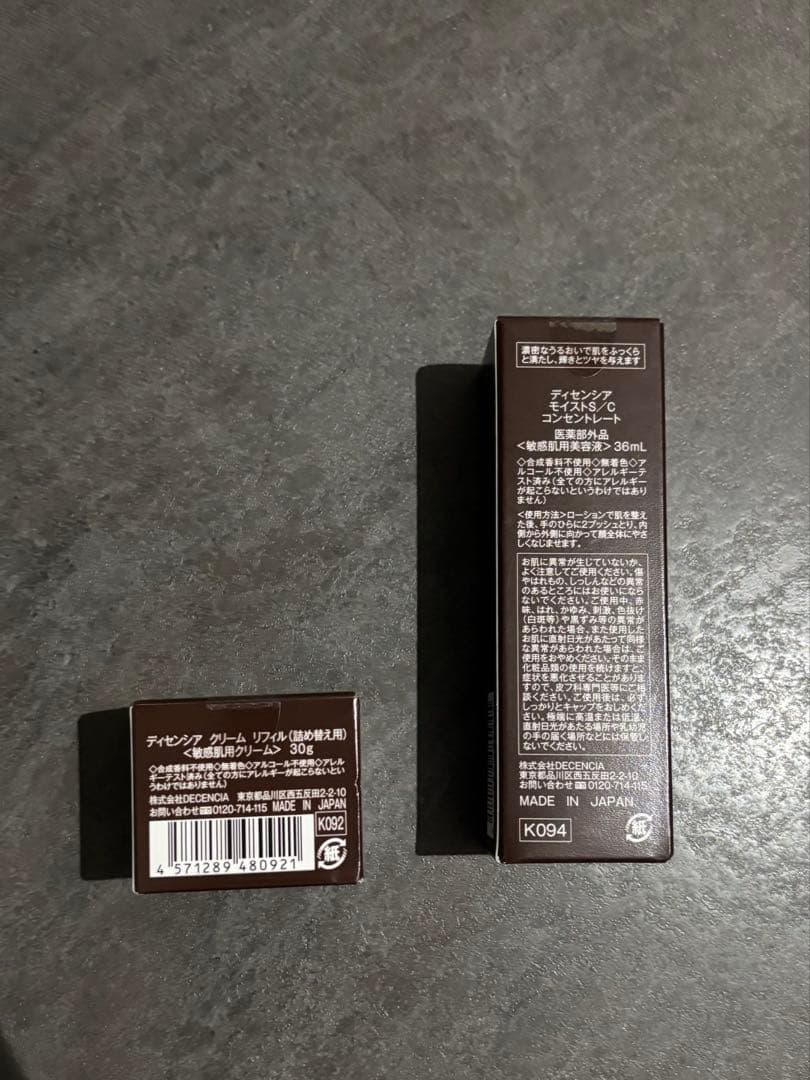 濃密なうるおいで肌をふっくら
と満たし、輝きとツヤを与えます
ディセンシア
モイストS／C
コンセントレート
医薬部外品
＜敏感肌用美容液＞36mL
◇合成香料不使用◇無着色◇ア
ルコール不使用◇アレルギーテ
スト済み（全ての方にアレルギー
が起こらないというわけではあり
ません）
＜使用方法＞ローションで肌を整え
た後、手のひらに2プッシュとり、内
側から外側に向かって顔全体にやさ
しくなじませます。
お肌に異常が生じていないか、
よく注意してご使用ください。傷
やはれもの、しっしんなどの異常
のあるところにはお使いになら
ないでください。ご使用中、赤
味、はれ、かゆみ、刺激、色抜け
（白斑等）や黒ずみ等の異常が
あらわれた場合、また使用した
お肌に直射日光があたって同様
な異常があらわれた場合は、ご
使用をおやめください。そのまま
化粧品類の使用を続けますと、
症状を悪化させることがありま
すので、皮フ科専門医等にご相
談ください。ご使用後は、必ず
しっかりとキャップをおしめくださ
い。極端に高温または低温、
直射日光があたる場所や乳幼児
の手の届く場所などには保管し
ないでください。
株式会社DECENCIA
東京都品川区西五反田2-2-10
MADE IN JAPAN
K094
紙
ディセンシア クリーム リフィル（詰め替え用）
＜敏感肌用クリーム＞ 30g
◇合成香料不使用◇無着色◇アルコール不使用◇アレル
ギーテスト済み（全ての方にアレルギーが起こらないとい
うわけではありません）
株式会社DECENCIA 東京都品川区西五反田2-2-10
お問い合わせ 0120-714-115 MADE IN JAPAN
K092
紙
4 571289 480921